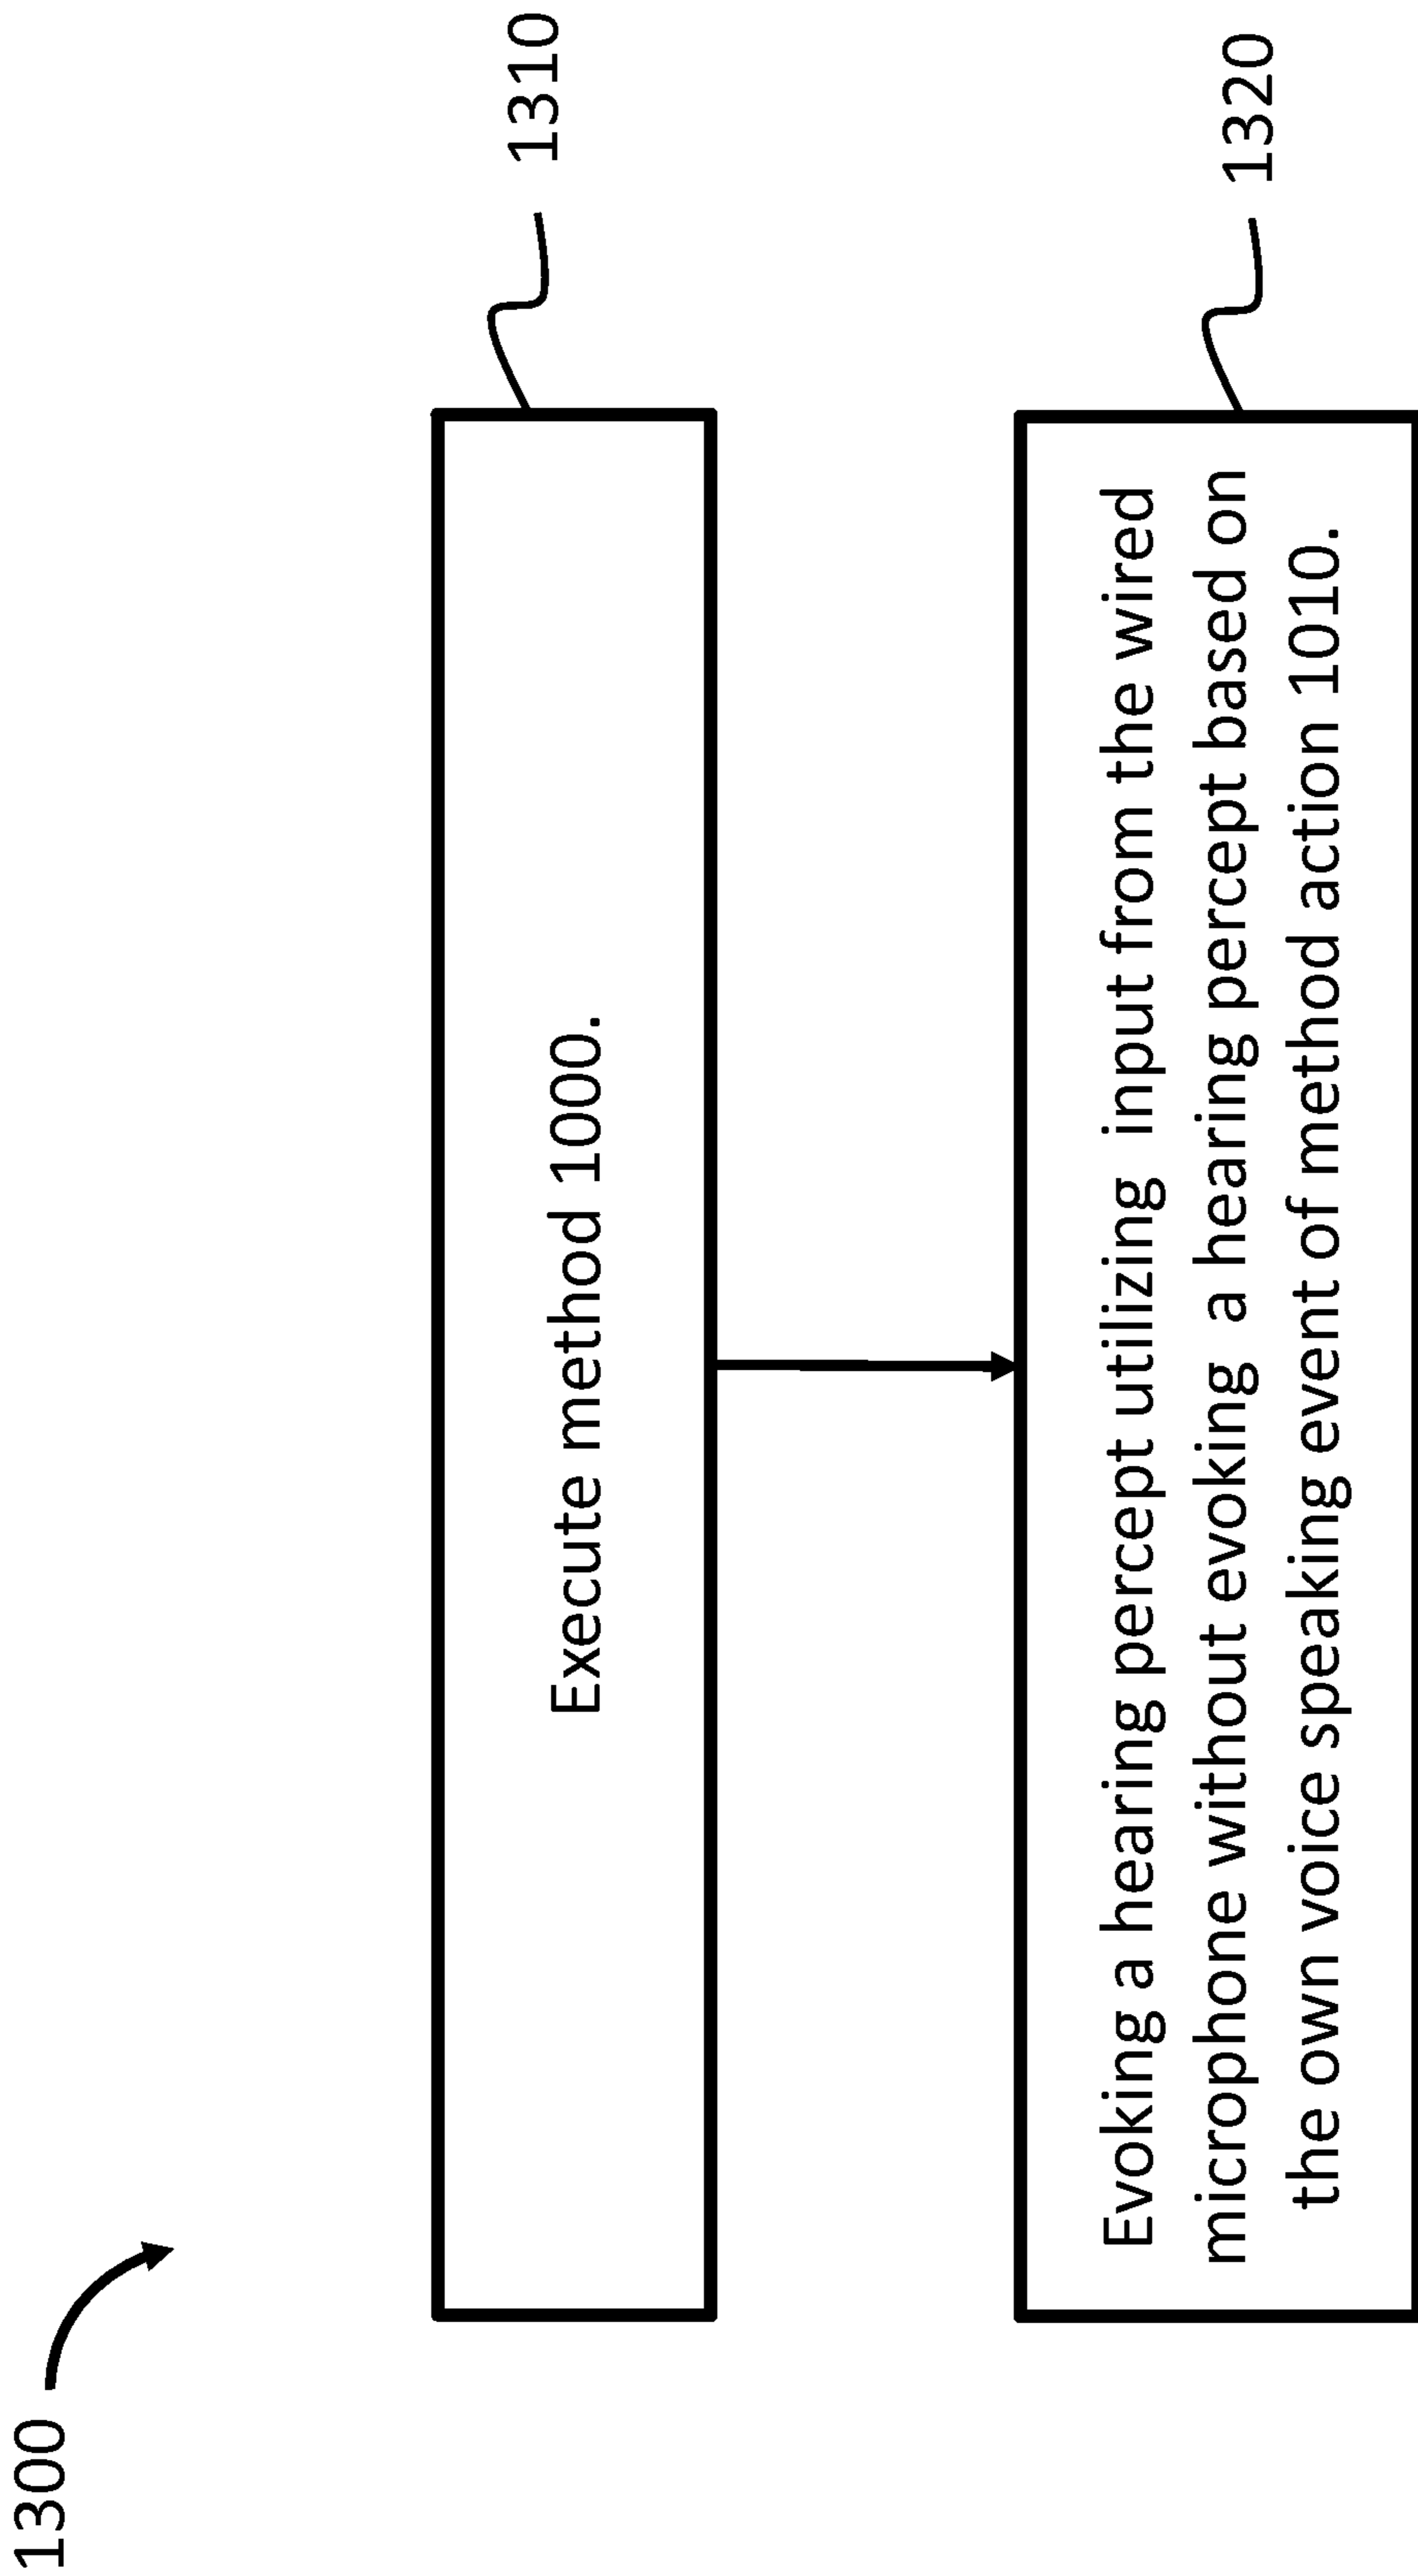 1300
1310
Execute method 1000.
1320
Evoking a hearing percept utilizing input from the wired
microphone without evoking a hearing percept based on
the own voice speaking event of method action 1010.